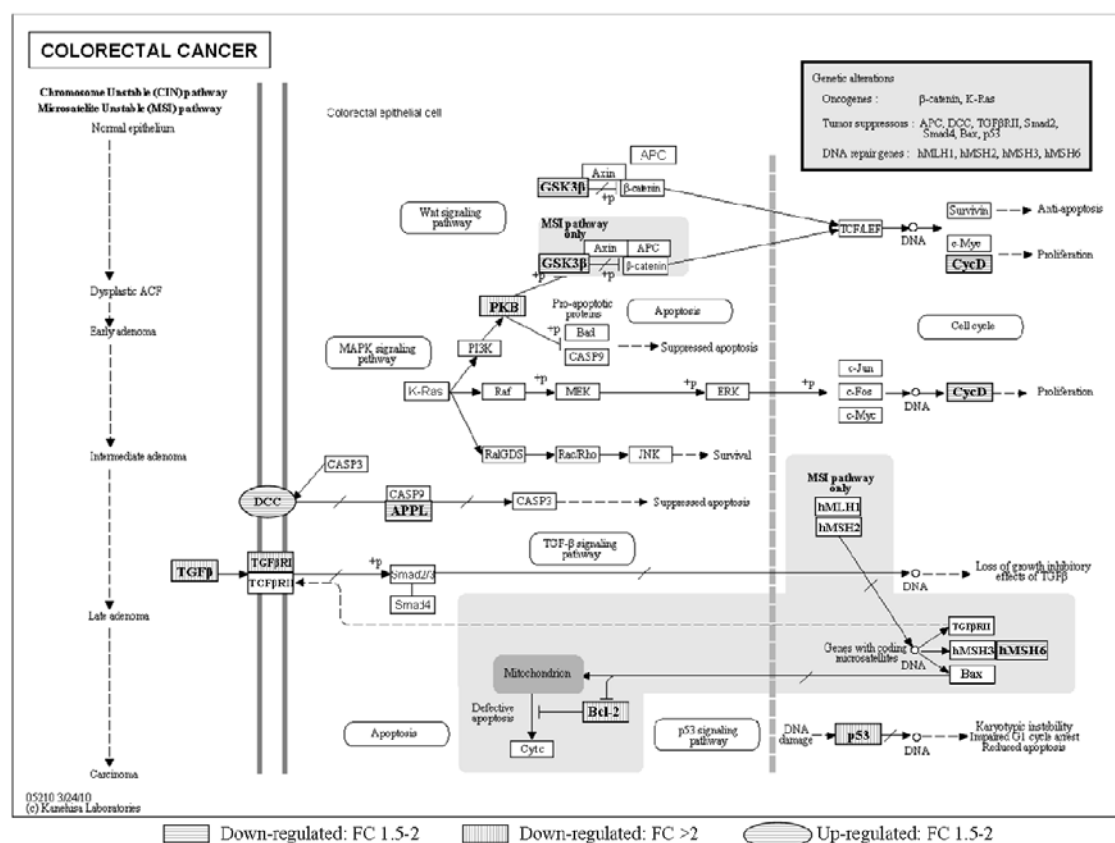 COLORECTAL CANCER
Chromosome Unstable (CIN) pathway
Microsatelite Unstable (MSI) pathway
Normal epithelium
Dysplastic ACF
Early adenoma
Intermediate adenoma
Late adenoma
Carcinoma
05210 3/24/10
(c) Kanehisa Laboratories
Colorectal epithelial cell
Genetic alterations
Oncogenes : β-catenin, K-Ras
Tumor suppressors : APC, DCC, TGFβRII, Smad2,
Smad4, Bax, p53
DNA repair genes : hMLH1, hMSH2, hMSH3, hMSH6
APC
Axin
GSK3β
β-catenin
+p
Wnt signaling
pathway
MSI pathway
only
Axin
APC
GSK3β
β-catenin
+p
+p
TCF/LEF
DNA
Survivin
Anti-apoptosis
c-Myc
CycD
Proliferation
PKB
Pro-apoptotic
proteins
Apoptosis
+p
Bad
CASP9
Suppressed apoptosis
Cell cycle
MAPK signaling
pathway
PI3K
K-Ras
Raf
+p
MEK
+p
ERK
+p
c-Jun
c-Fos
c-Myc
DNA
CycD
Proliferation
RalGDS
Rac/Rho
JNK
Survival
CASP3
DCC
CASP9
APPL
CASP3
Suppressed apoptosis
MSI pathway
only
hMLH1
hMSH2
TGF-β signaling
pathway
TGFβ
TGFβRI
TGFβRII
+p
Smad2/3
Smad4
DNA
Loss of growth inhibitory
effects of TGFβ
Genes with coding
microsatellites
DNA
TGFβRII
hMSH3
hMSH6
Bax
Mitochondrion
Defective
apoptosis
Bcl-2
Cytc
Apoptosis
p53 signaling
pathway
DNA
damage
p53
DNA
Karyotypic instability
Impaired G1 cycle arrest
Reduced apoptosis
Down-regulated: FC 1.5-2
Down-regulated: FC >2
Up-regulated: FC 1.5-2